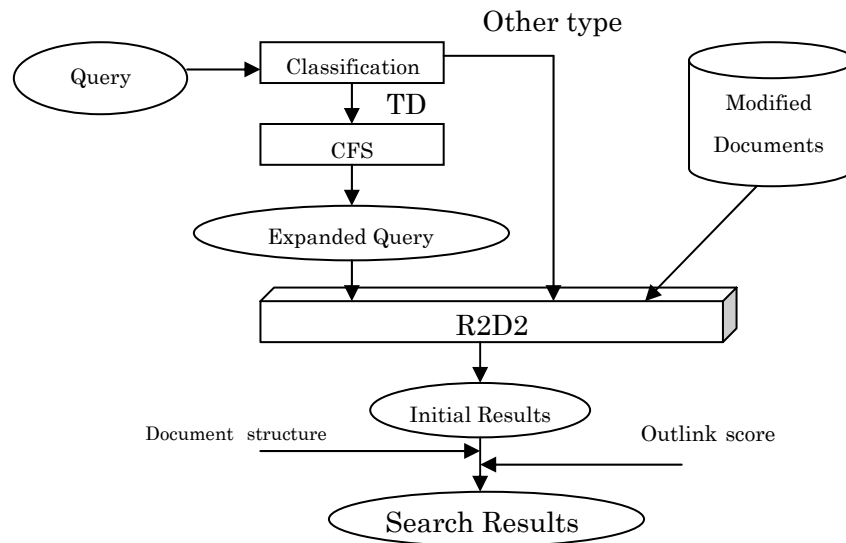 Other type
Query
Classification
Modified
Documents
TD
CFS
Expanded Query
R2D2
Initial Results
Document structure
Outlink score
Search Results